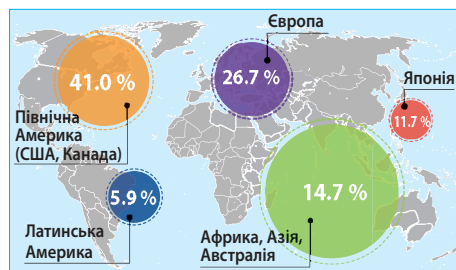 Європа
41.0 %
26.7 %
Японія
11.7 %
Північна
Америка
(США, Канада)
5.9 %
14.7 %
Латинська
Америка
Африка, Азія,
Австралія